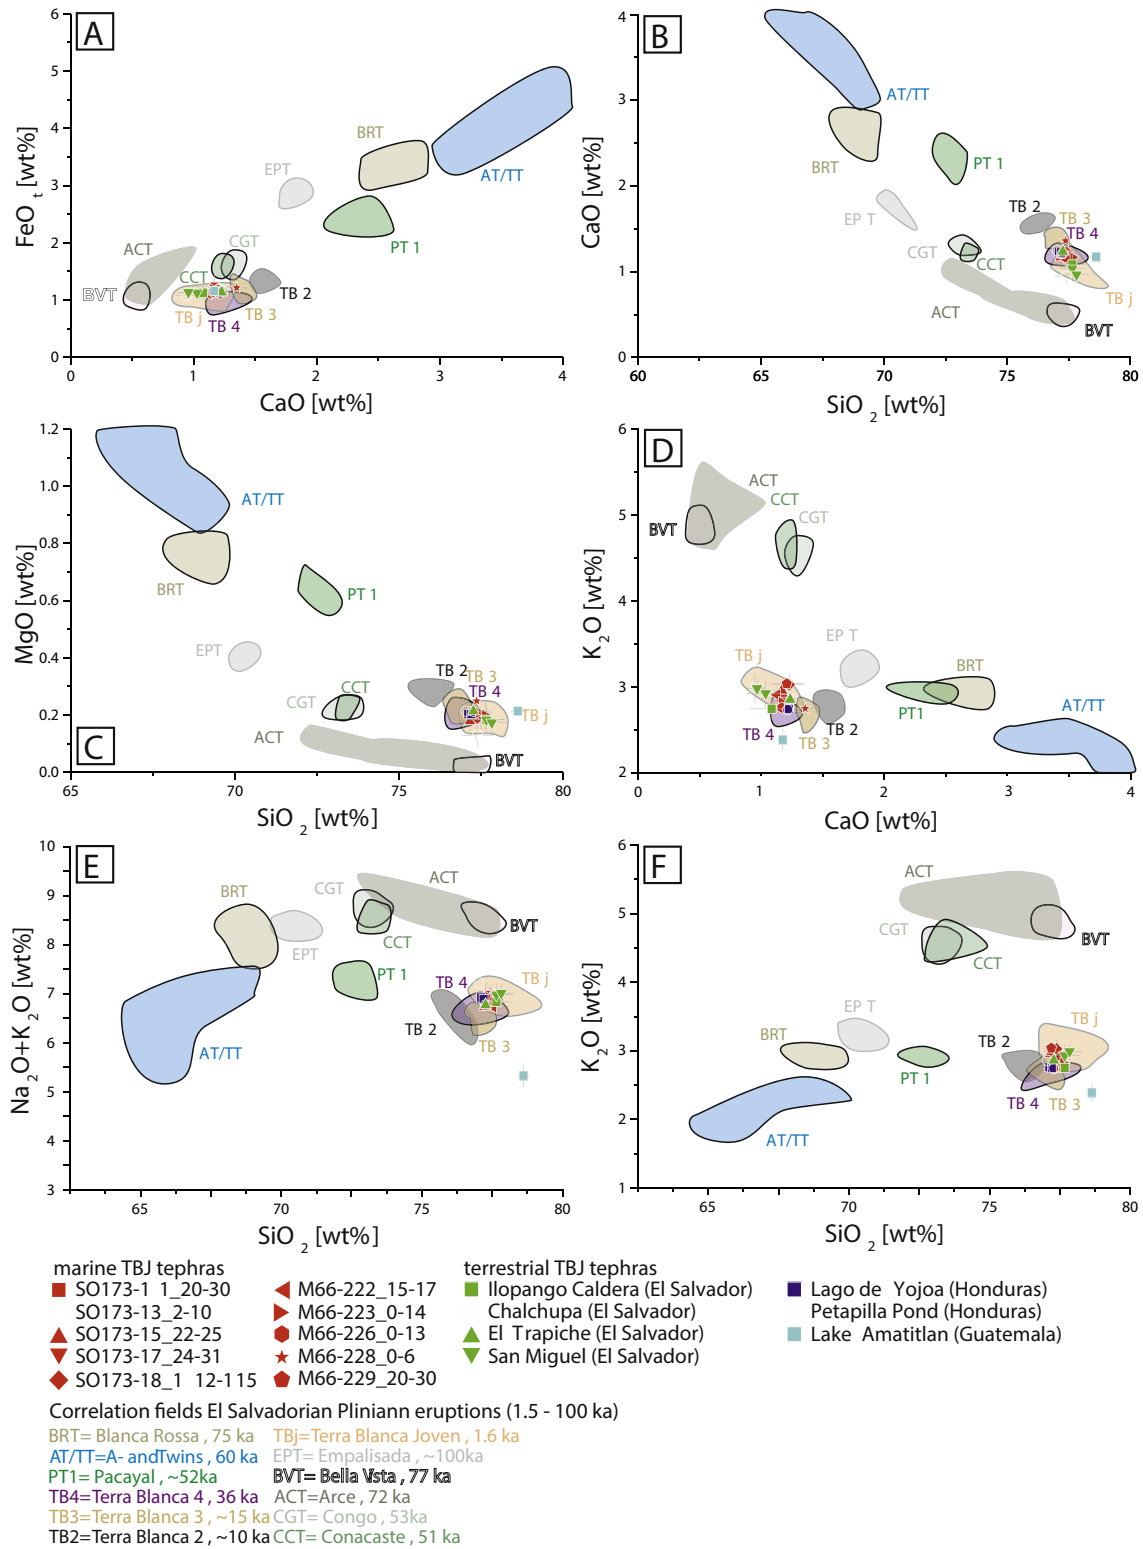 A
FeO t [wt%]
6
5
4
3
2
1
0
0 1 2 3 4
CaO [wt%]
BRT
AT/TT
EPT
PT 1
ACT
CGT
CCT
BVT
TB j
TB 4
TB 3
TB 2
B
CaO [wt%]
4
3
2
1
0
60 65 70 75 80
SiO 2 [wt%]
AT/TT
BRT
PT 1
EP T
TB 2
TB 3
TB 4
CGT
CCT
TB j
ACT
BVT
C
MgO [wt%]
1.2
1.0
0.8
0.6
0.4
0.2
0.0
65 70 75 80
SiO 2 [wt%]
AT/TT
BRT
PT 1
EPT
TB 2
TB 3
CCT
CGT
TB 4
TB j
ACT
BVT
D
K2O [wt%]
6
5
4
3
2
0 1 2 3 4
CaO [wt%]
ACT
CCT
CGT
BVT
EP T
TB j
BRT
PT1
AT/TT
TB 4
TB 3
TB 2
E
Na2O+K2O [wt%]
10
9
8
7
6
5
4
3
65 70 75 80
SiO 2 [wt%]
BRT
CGT
ACT
EPT
CCT
BVT
PT 1
TB 4
TB j
TB 2
TB 3
AT/TT
F
K2O [wt%]
6
5
4
3
2
1
65 70 75 80
SiO 2 [wt%]
ACT
CGT
CCT
BVT
EP T
TB j
BRT
PT 1
TB 2
TB 4
TB 3
AT/TT
marine TBJ tephras
SO173-1 1_20-30
SO173-13_2-10
SO173-15_22-25
SO173-17_24-31
SO173-18_1 12-115
M66-222_15-17
M66-223_0-14
M66-226_0-13
M66-228_0-6
M66-229_20-30
terrestrial TBJ tephras
Ilopango Caldera (El Salvador)
Chalchupa (El Salvador)
El Trapiche (El Salvador)
San Miguel (El Salvador)
Lago de Yojoa (Honduras)
Petapilla Pond (Honduras)
Lake Amatitlan (Guatemala)
Correlation fields El Salvadorian Pliniann eruptions (1.5 - 100 ka)
BRT= Blanca Rossa , 75 ka
AT/TT=A- andTwins , 60 ka
PT1= Pacayal , ~52ka
TB4=Terra Blanca 4 , 36 ka
TB3=Terra Blanca 3 , ~15 ka
TB2=Terra Blanca 2 , ~10 ka
TBj=Terra Blanca Joven , 1.6 ka
EPT= Empalisada , ~100ka
BVT= Bella Vista , 77 ka
ACT=Arce , 72 ka
CGT= Congo , 53ka
CCT= Conacaste , 51 ka